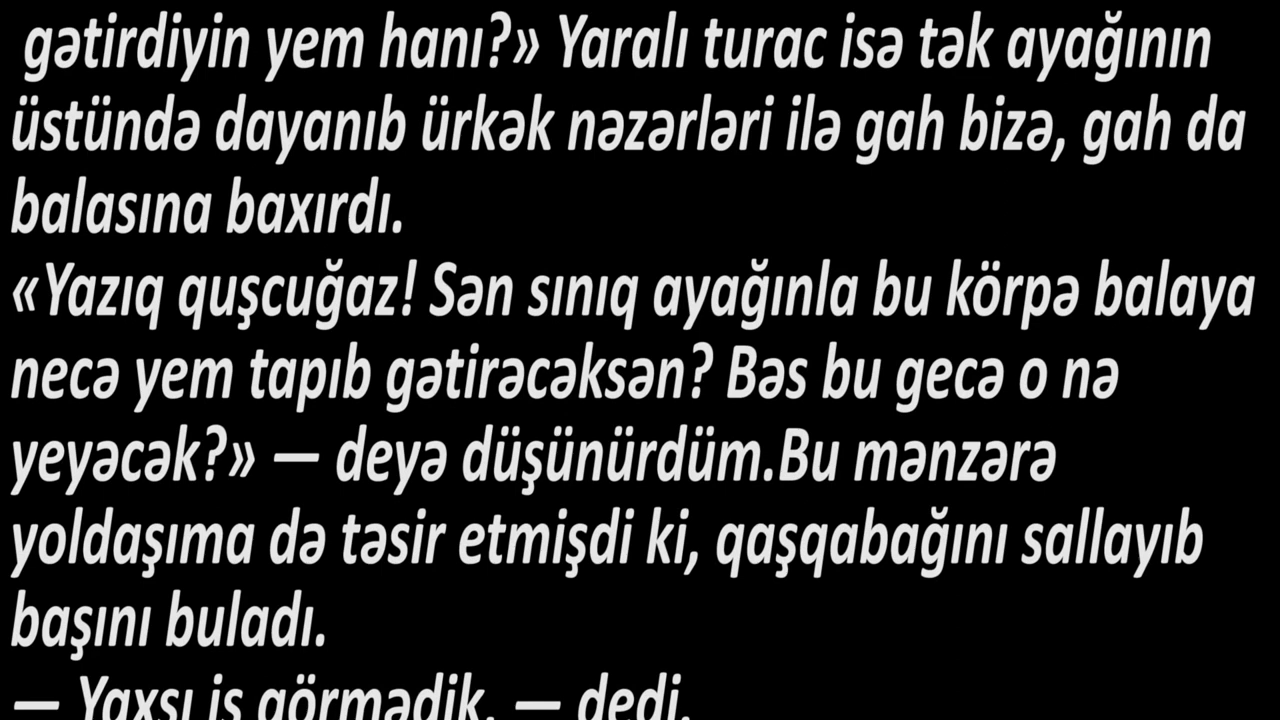 gətirdiyin yem hanı?» Yaralı turac isə tək ayağının
üstündə dayanıb ürkək nəzərləri ilə gah bizə, gah da
balasına baxırdı.
«Yazıq quşcuğaz! Sən sınıq ayağınla bu körpə balaya
necə yem tapıb gətirəcəksən? Bəs bu gecə o nə
yeyəcək?» — deyə düşünürdüm.Bu mənzərə
yoldaşıma də təsir etmişdi ki, qaşqabağını sallayıb
başını buladı.
— Yaxşı iş görmədik, — dedi.